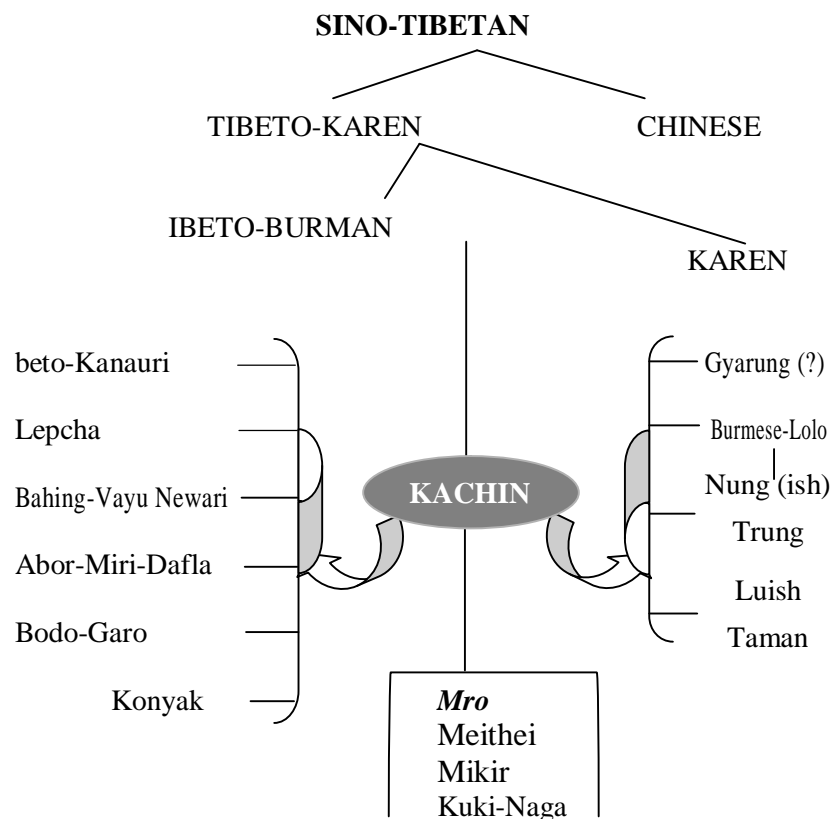 SINO-TIBETAN
TIBETO-KAREN
CHINESE
IBETO-BURMAN
KAREN
beto-Kanauri
Lepcha
Bahing-Vayu Newari
Abor-Miri-Dafla
Bodo-Garo
Konyak
KACHIN
Gyarung (?)
Burmese-Lolo
Nung (ish)
Trung
Luish
Taman
Mro
Meithei
Mikir
Kuki-Naga